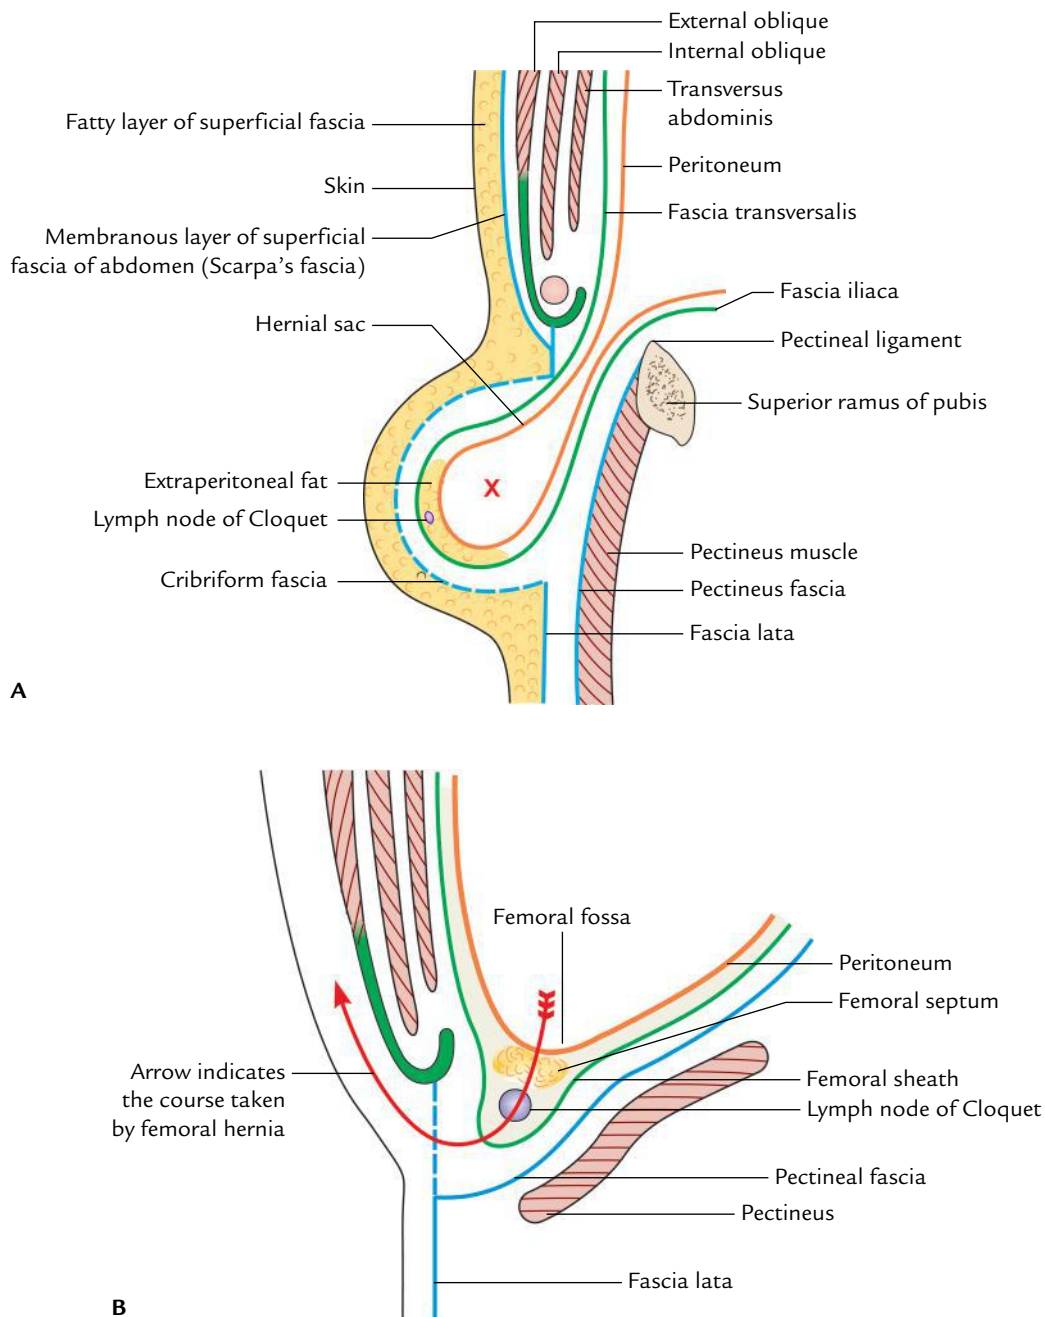 External oblique
Internal oblique
Transversus
abdominis
Fatty layer of superficial fascia
Peritoneum
Skin
Fascia transversalis
Membranous layer of superficial
fascia of abdomen (Scarpa’s fascia)
Fascia iliaca
Hernial sac
Pectineal ligament
Superior ramus of pubis
Extraperitoneal fat
X
Lymph node of Cloquet
Pectineus muscle
Cribriform fascia
Pectineus fascia
Fascia lata
A
Femoral fossa
Peritoneum
Femoral septum
Arrow indicates
the course taken
by femoral hernia
Femoral sheath
Lymph node of Cloquet
Pectineal fascia
Pectineus
Fascia lata
B